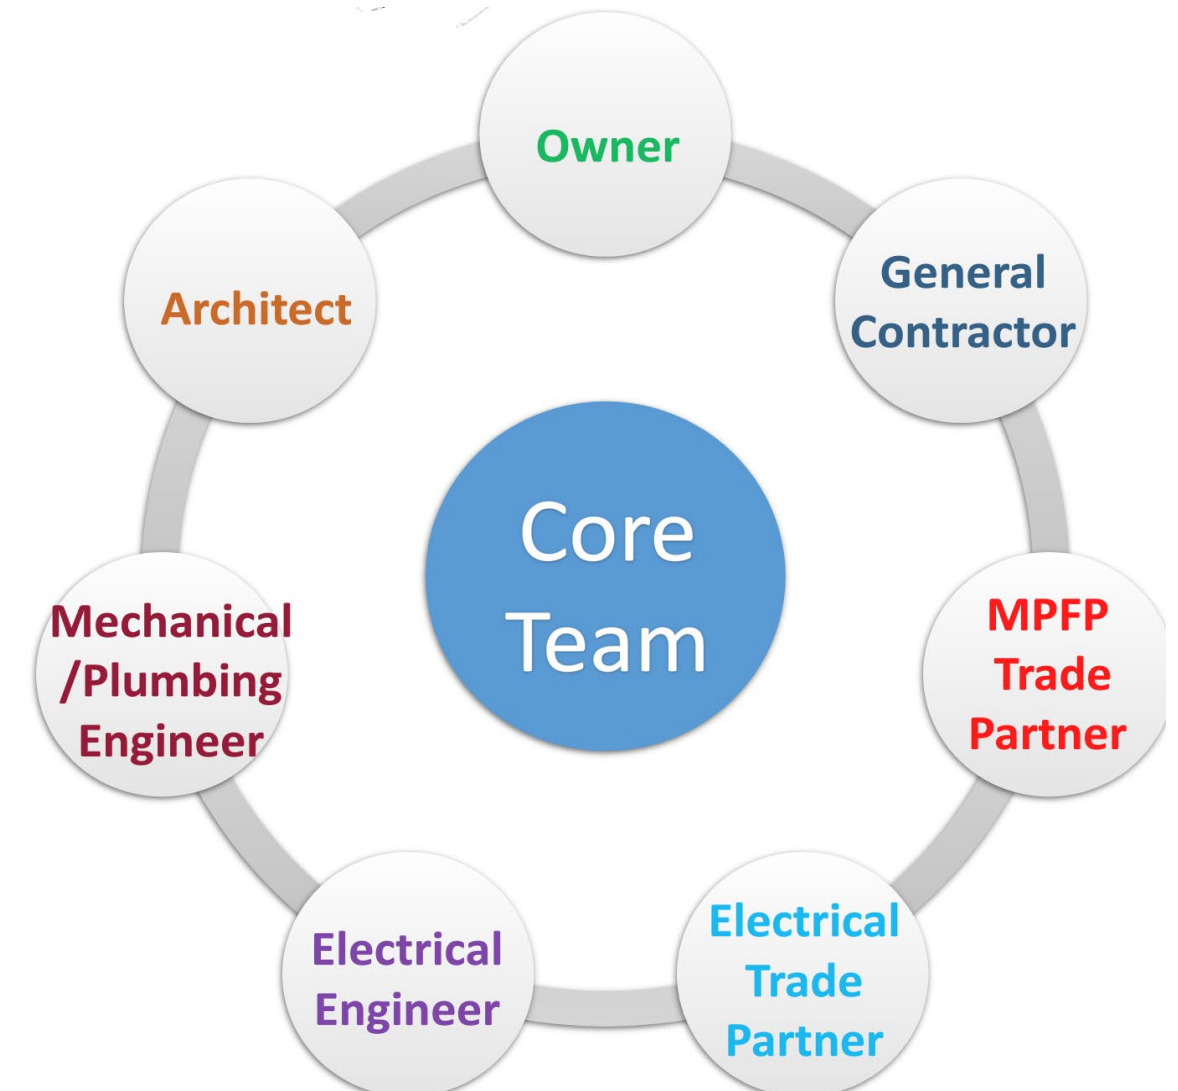 Owner
General
Contractor
MPFP
Trade
Partner
Electrical
Trade
Partner
Electrical
Engineer
Mechanical
/Plumbing
Engineer
Architect
Core
Team